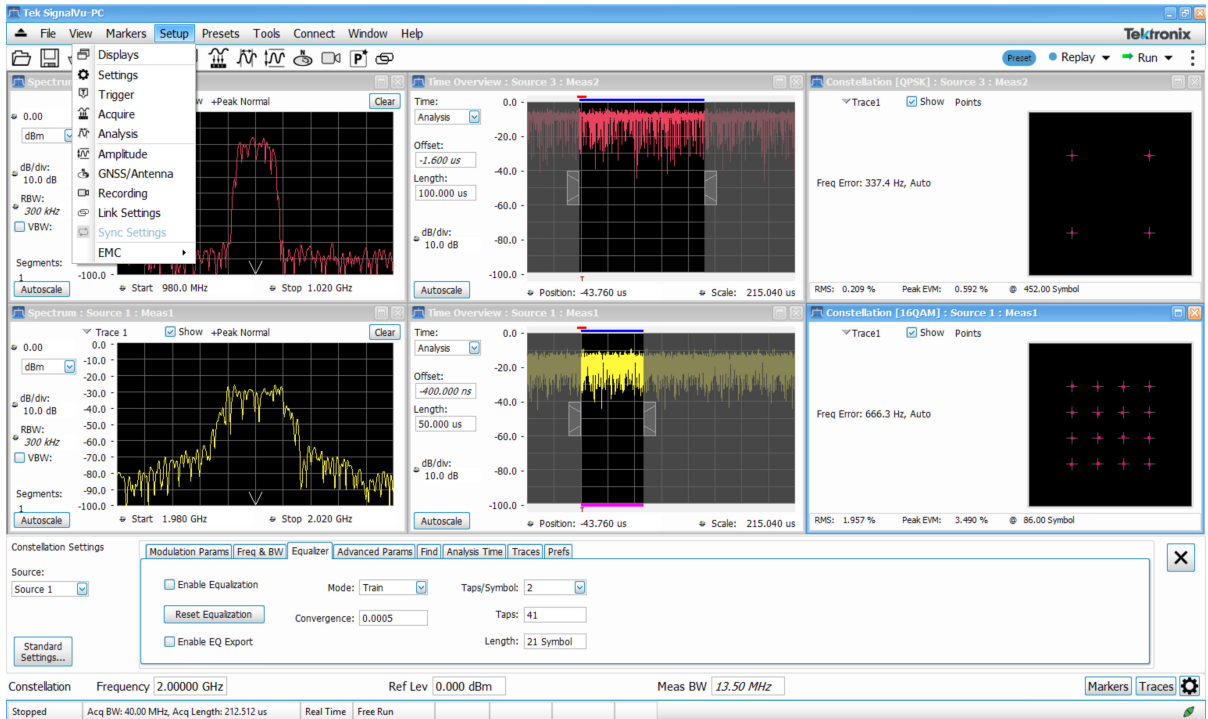 Tek SignalVu-PC
File View Markers Setup Presets Tools Connect Window Help
Tektronix
Displays
Settings
Trigger
Acquire
Analysis
Amplitude
GNSS/Antenna
Recording
Link Settings
Sync Settings
EMC
Preset Replay Run
Spectrum
+Peak Normal Clear
0.00
dBm
dB/div:
10.0 dB
RBW:
300 kHz
VBW:
Segments:
1
-100.0
Autoscale Start 980.0 MHz Stop 1.020 GHz
Time Overview : Source 3 : Meas2
Time:
Analysis
Offset:
-1.600 us
Length:
100.000 us
dB/div:
10.0 dB
0.0
-20.0
-40.0
-60.0
-80.0
-100.0
T
Autoscale Position: -43.760 us Scale: 215.040 us
Constellation [QPSK] : Source 3 : Meas2
Trace1 Show Points
Freq Error: 337.4 Hz, Auto
RMS: 0.209 % Peak EVM: 0.592 % @ 452.00 Symbol
Spectrum : Source 1 : Meas1
Trace 1 Show +Peak Normal Clear
0.00
dBm
dB/div:
10.0 dB
RBW:
300 kHz
VBW:
Segments:
1
0.0
-10.0
-20.0
-30.0
-40.0
-50.0
-60.0
-70.0
-80.0
-90.0
-100.0
Autoscale Start 1.980 GHz Stop 2.020 GHz
Time Overview : Source 1 : Meas1
Time:
Analysis
Offset:
-400.000 ns
Length:
50.000 us
dB/div:
10.0 dB
0.0
-20.0
-40.0
-60.0
-80.0
-100.0
Autoscale Position: -43.760 us Scale: 215.040 us
Constellation [16QAM] : Source 1 : Meas1
Trace1 Show Points
Freq Error: 666.3 Hz, Auto
RMS: 1.957 % Peak EVM: 3.490 % @ 86.00 Symbol
Constellation Settings
Source:
Source 1
Standard
Settings...
Modulation Params Freq & BW Equalizer Advanced Params Find Analysis Time Traces Prefs
Enable Equalization Mode: Train Taps/Symbol: 2
Reset Equalization Convergence: 0.0005 Taps: 41
Enable EQ Export Length: 21 Symbol
Constellation Frequency 2.00000 GHz Ref Lev 0.000 dBm Meas BW 13.50 MHz Markers Traces
Stopped Acq BW: 40.00 MHz, Acq Length: 212.512 us Real Time Free Run